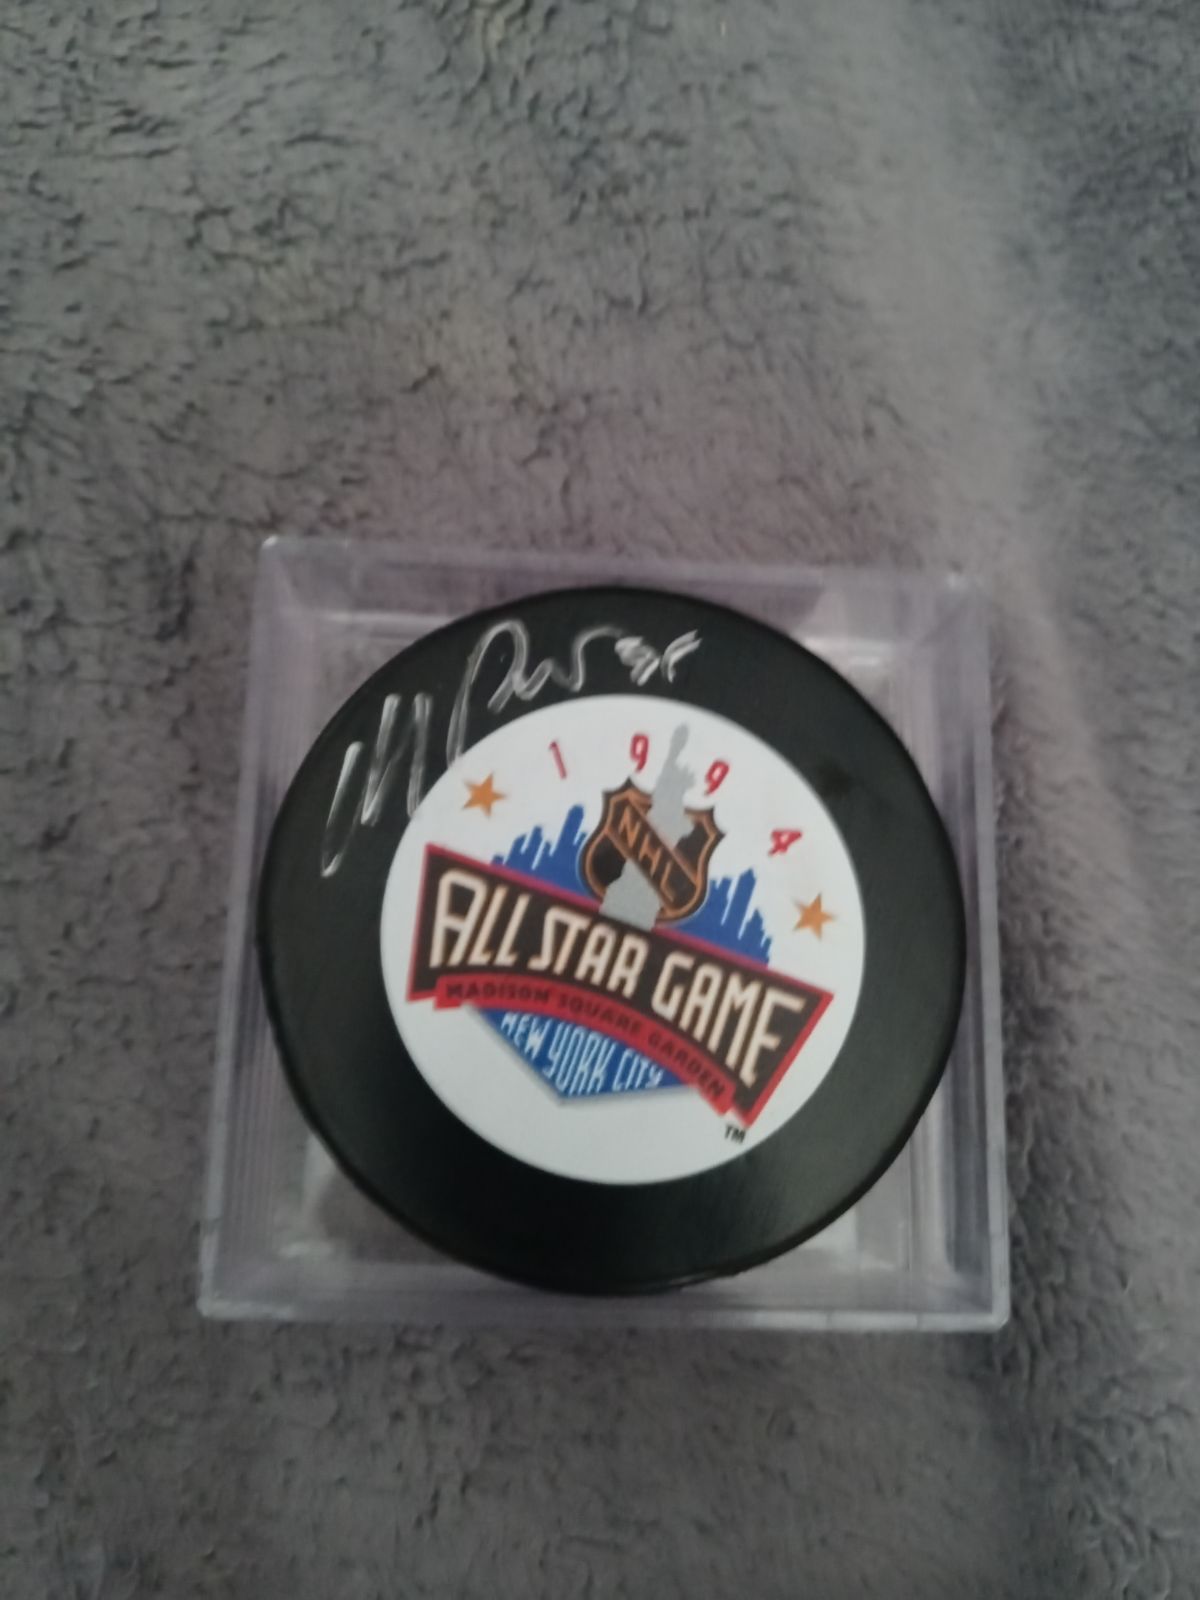 1994
NHL
ALL STAR GAME
MADISON SQUARE GARDEN
NEW YORK CITY
TM